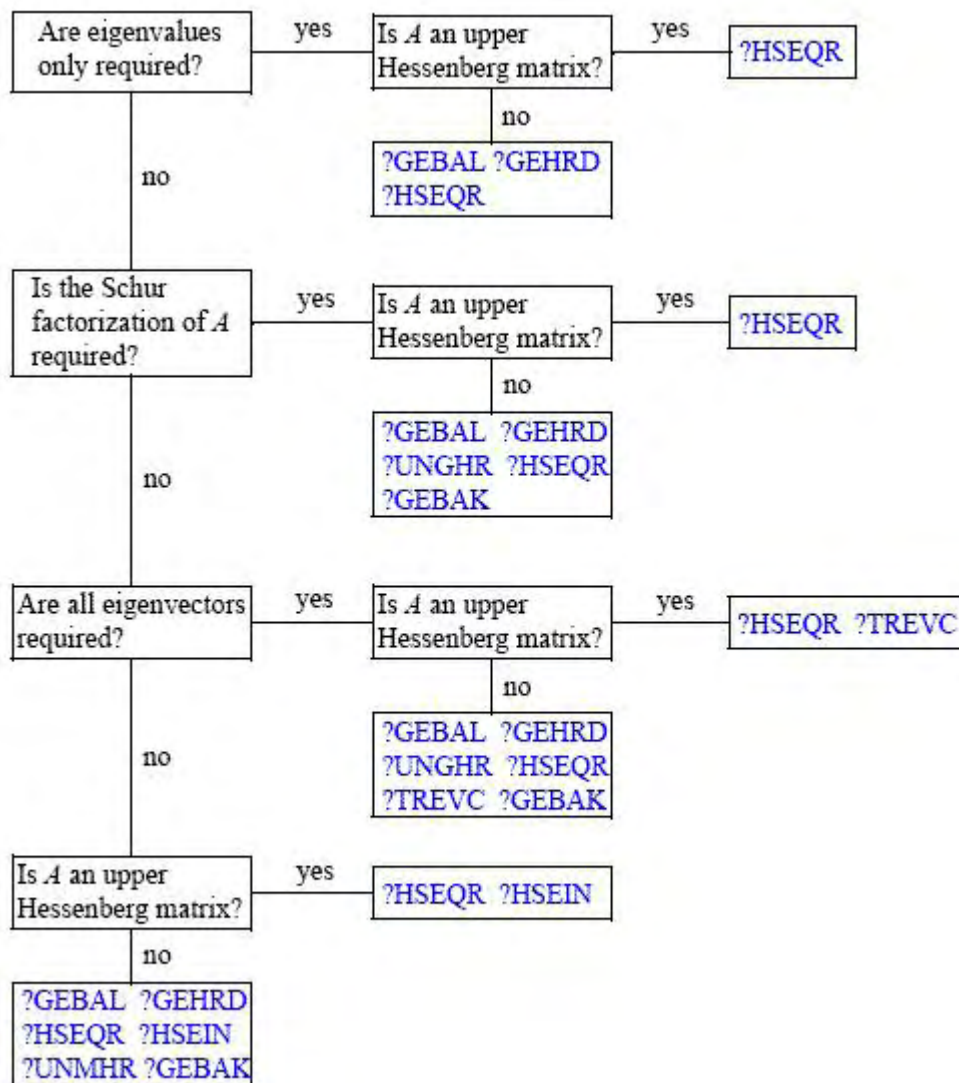 Are eigenvalues
only required?
yes
Is A an upper
Hessenberg matrix?
yes
?HSEQR
no
?GEBAL ?GEHRD
?HSEQR
no
Is the Schur
factorization of A
required?
yes
Is A an upper
Hessenberg matrix?
yes
?HSEQR
no
?GEBAL ?GEHRD
?UNGHR ?HSEQR
?GEBAK
no
Are all eigenvectors
required?
yes
Is A an upper
Hessenberg matrix?
yes
?HSEQR ?TREVC
no
?GEBAL ?GEHRD
?UNGHR ?HSEQR
?TREVC ?GEBAK
no
Is A an upper
Hessenberg matrix?
yes
?HSEQR ?HSEIN
no
?GEBAL ?GEHRD
?HSEQR ?HSEIN
?UNMHR ?GEBAK